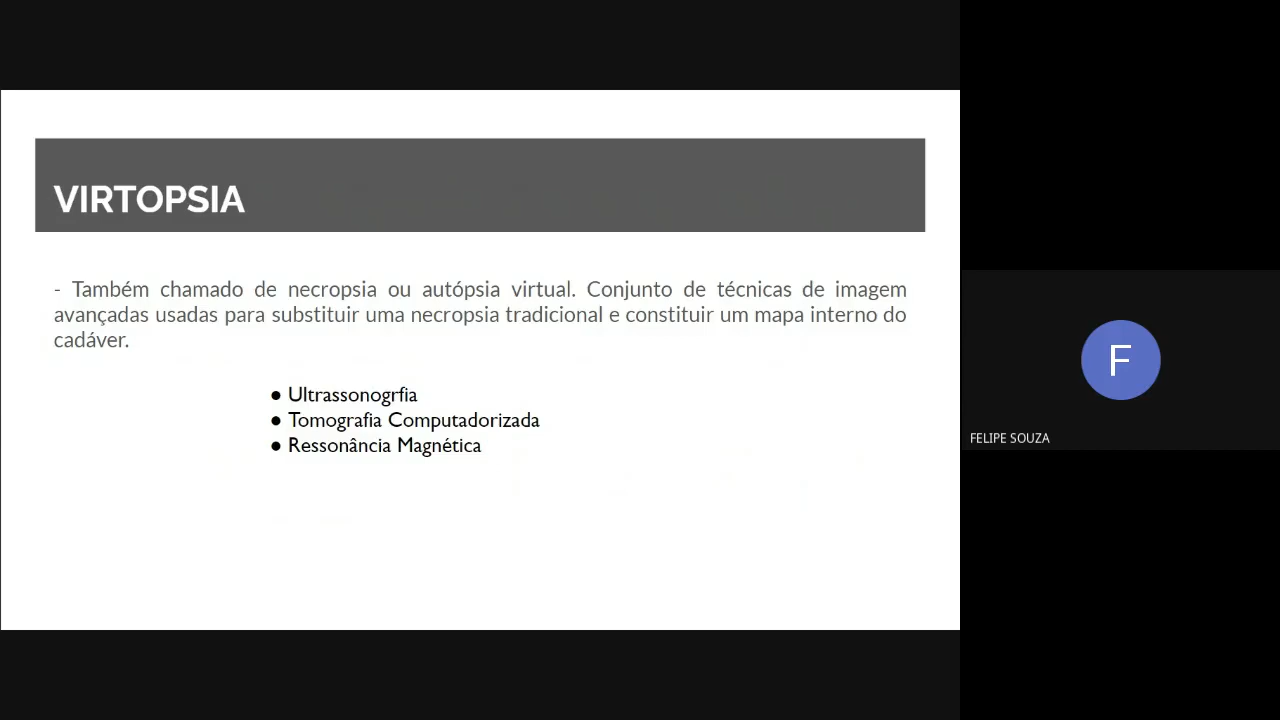 VIRTOPSIA
- Também chamado de necropsia ou autópsia virtual. Conjunto de técnicas de imagem
avançadas usadas para substituir uma necropsia tradicional e constituir um mapa interno do
cadáver.
● Ultrassonogrfia
● Tomografia Computadorizada
● Ressonância Magnética
F
FELIPE SOUZA